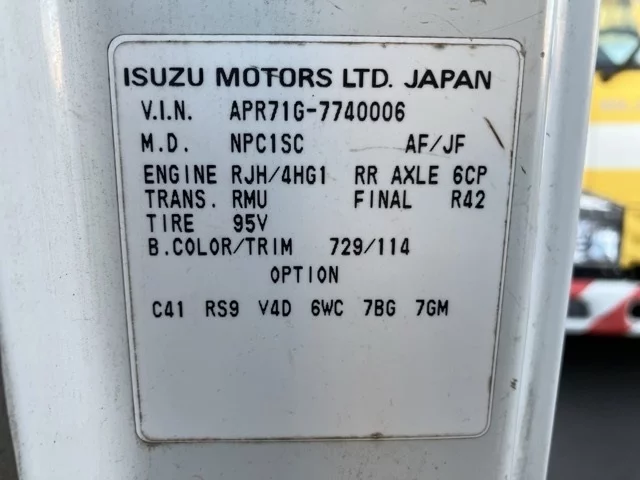 ISUZU MOTORS LTD. JAPAN
V.I.N. APR71G-7740006
M.D. NPC1SC AF/JF
ENGINE RJH/4HG1 RR AXLE 6CP
TRANS. RMU FINAL R42
TIRE 95V
B.COLOR/TRIM 729/114
OPTION
C41 RS9 V4D 6WC 7BG 7GM